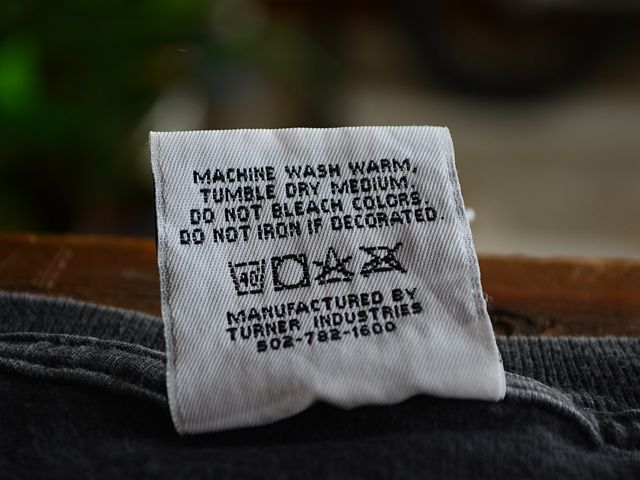 MACHINE WASH WARM,
TUMBLE DRY MEDIUM.
DO NOT BLEACH COLORS.
DO NOT IRON IF DECORATED.
40
MANUFACTURED BY
TURNER INDUSTRIES
502-782-1600